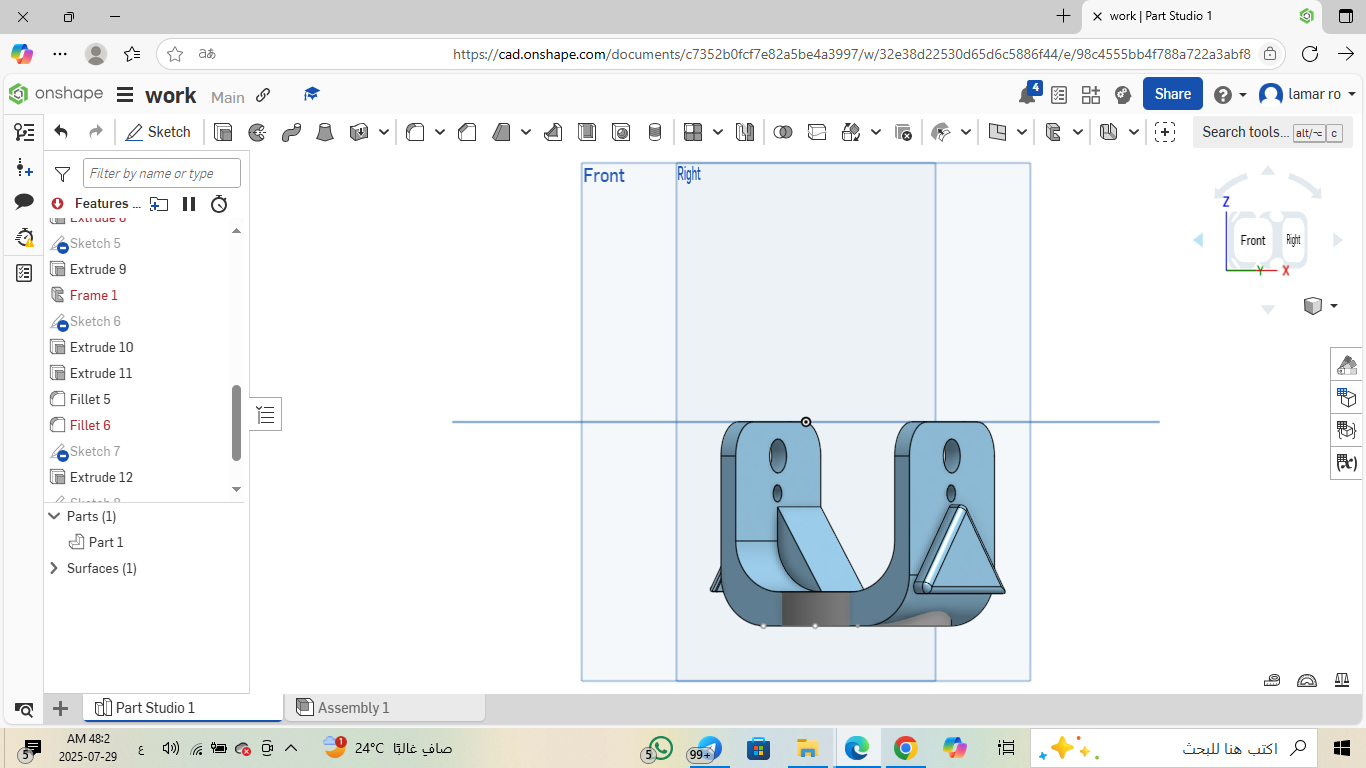 work | Part Studio 1
https://cad.onshape.com/documents/c7352b0fcf7e82a5be4a3997/w/32e38d22530d65d6c5886f44/e/98c4555bb4f788a722a3abf8
onshape
work
Main
4
Share
lamar ro
Sketch
Search tools... alt/⌥ c
Filter by name or type
Features ...
Extrude 8
Sketch 5
Extrude 9
Frame 1
Sketch 6
Extrude 10
Extrude 11
Fillet 5
Fillet 6
Sketch 7
Extrude 12
Sketch 8
Parts (1)
Part 1
Surfaces (1)
Front
Right
Z
Front
Right
Y
X
(x)
Part Studio 1
Assembly 1
5
AM 48:2
2025-07-29
ع
1
24°C
صافٍ غالبًا
5
99+
اكتب هنا للبحث